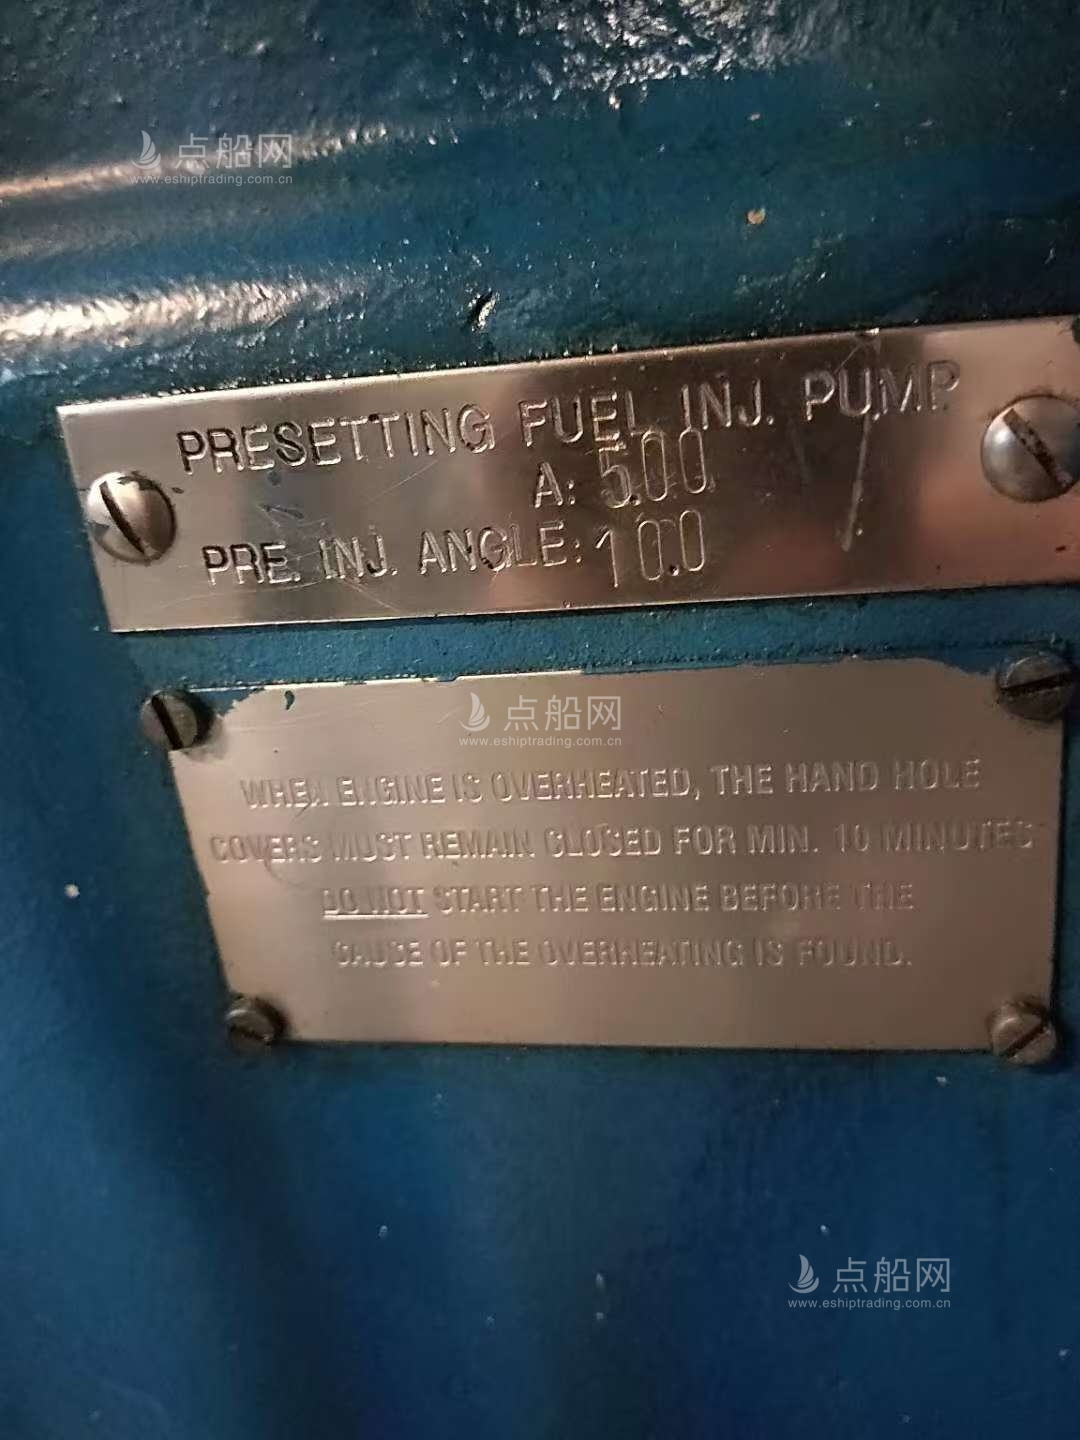 点船网
www.eshiptrading.com.cn
PRESETTING FUEL INJ. PUMP
A: 5.00
PRE. INJ. ANGLE: 10.0
点船网
www.eshiptrading.com.cn
WHEN ENGINE IS OVERHEATED, THE HAND HOLE
COVERS MUST REMAIN CLOSED FOR MIN. 10 MINUTES
DO NOT START THE ENGINE BEFORE THE
CAUSE OF THE OVERHEATING IS FOUND.
点船网
www.eshiptrading.com.cn